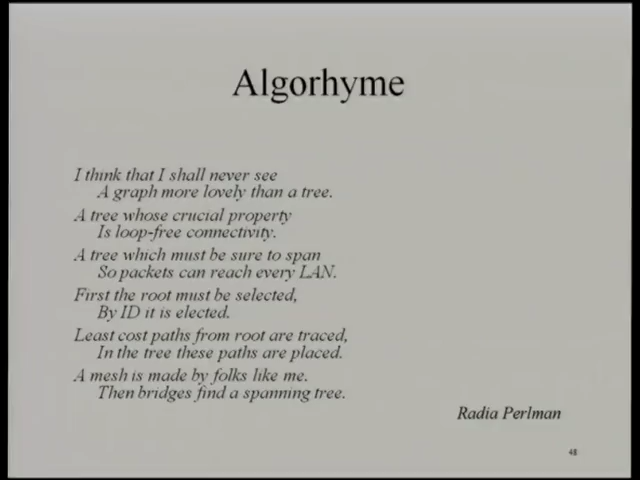 Algorhyme
I think that I shall never see
A graph more lovely than a tree.
A tree whose crucial property
Is loop-free connectivity.
A tree which must be sure to span
So packets can reach every LAN.
First the root must be selected,
By ID it is elected.
Least cost paths from root are traced,
In the tree these paths are placed.
A mesh is made by folks like me.
Then bridges find a spanning tree.
Radia Perlman
48